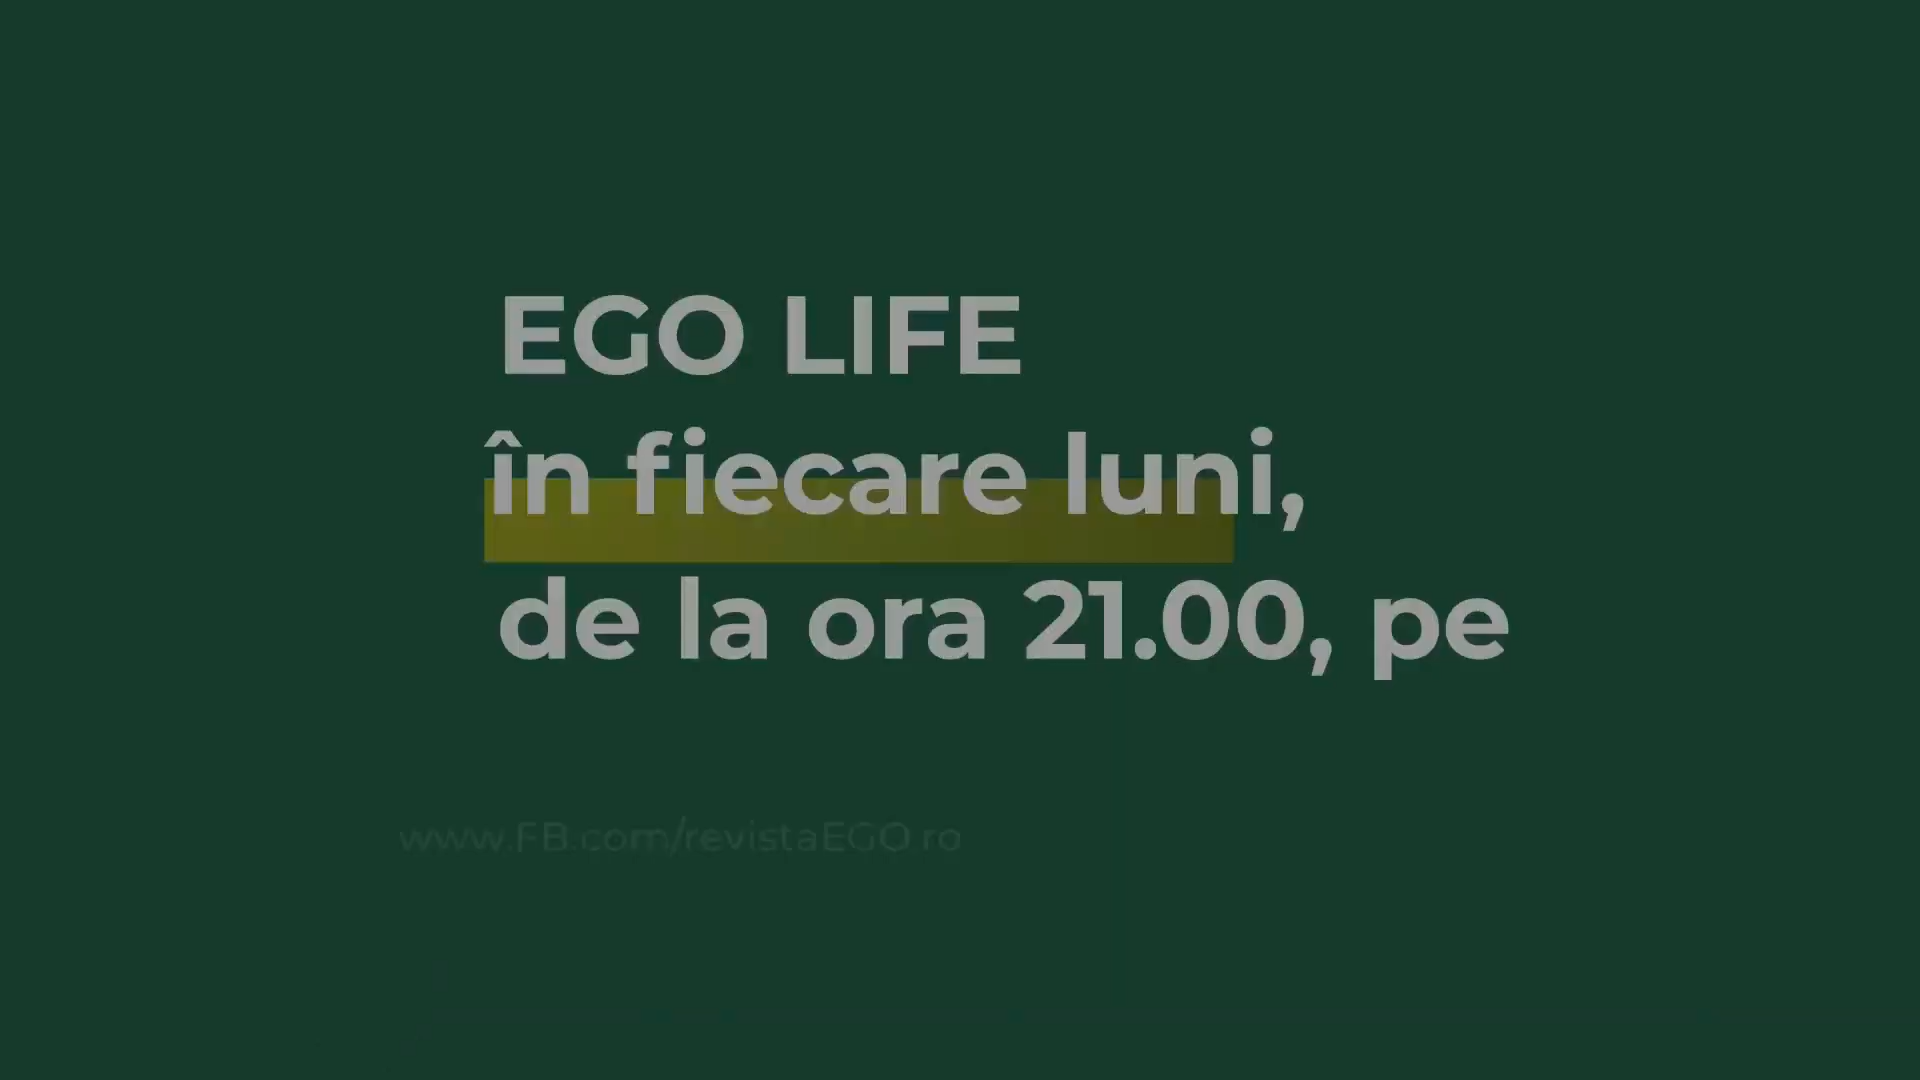 EGO LIFE
în fiecare luni,
de la ora 21.00, pe
www.FB.com/revistaEGO.ro